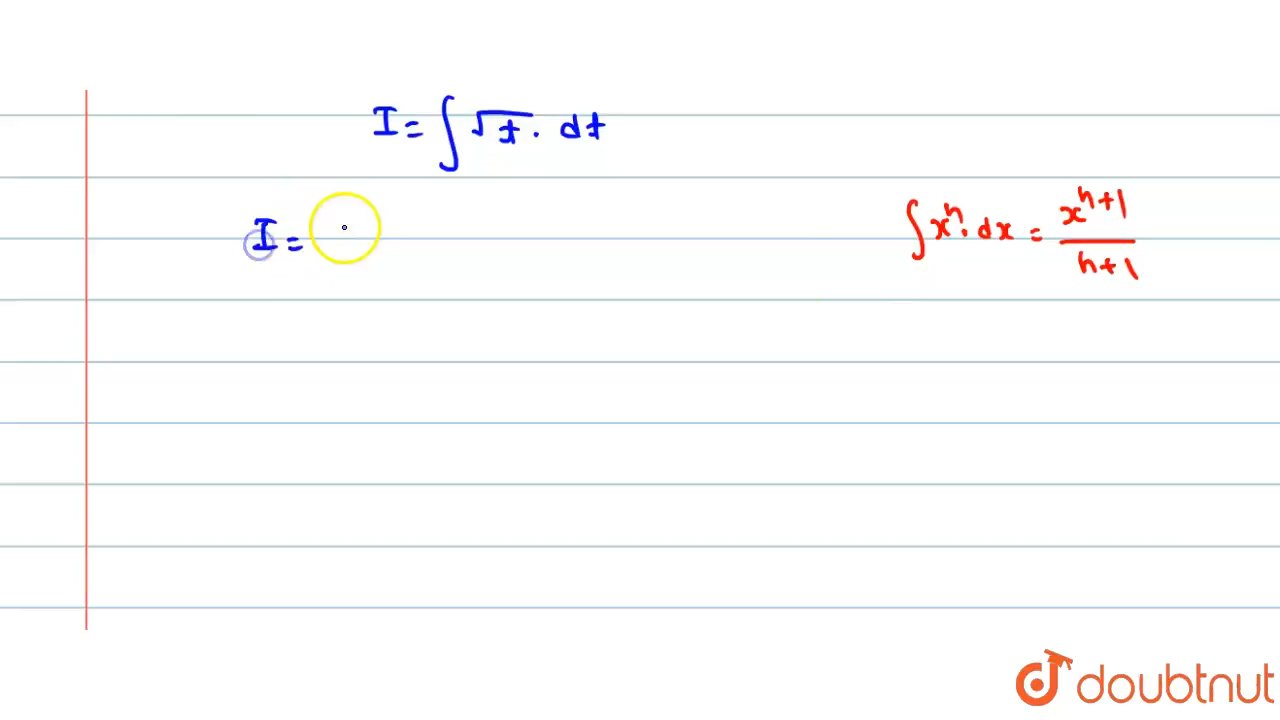 I = ∫ √t . dt
I =
∫ xⁿ . dx = xⁿ⁺¹ / n+1
doubtnut